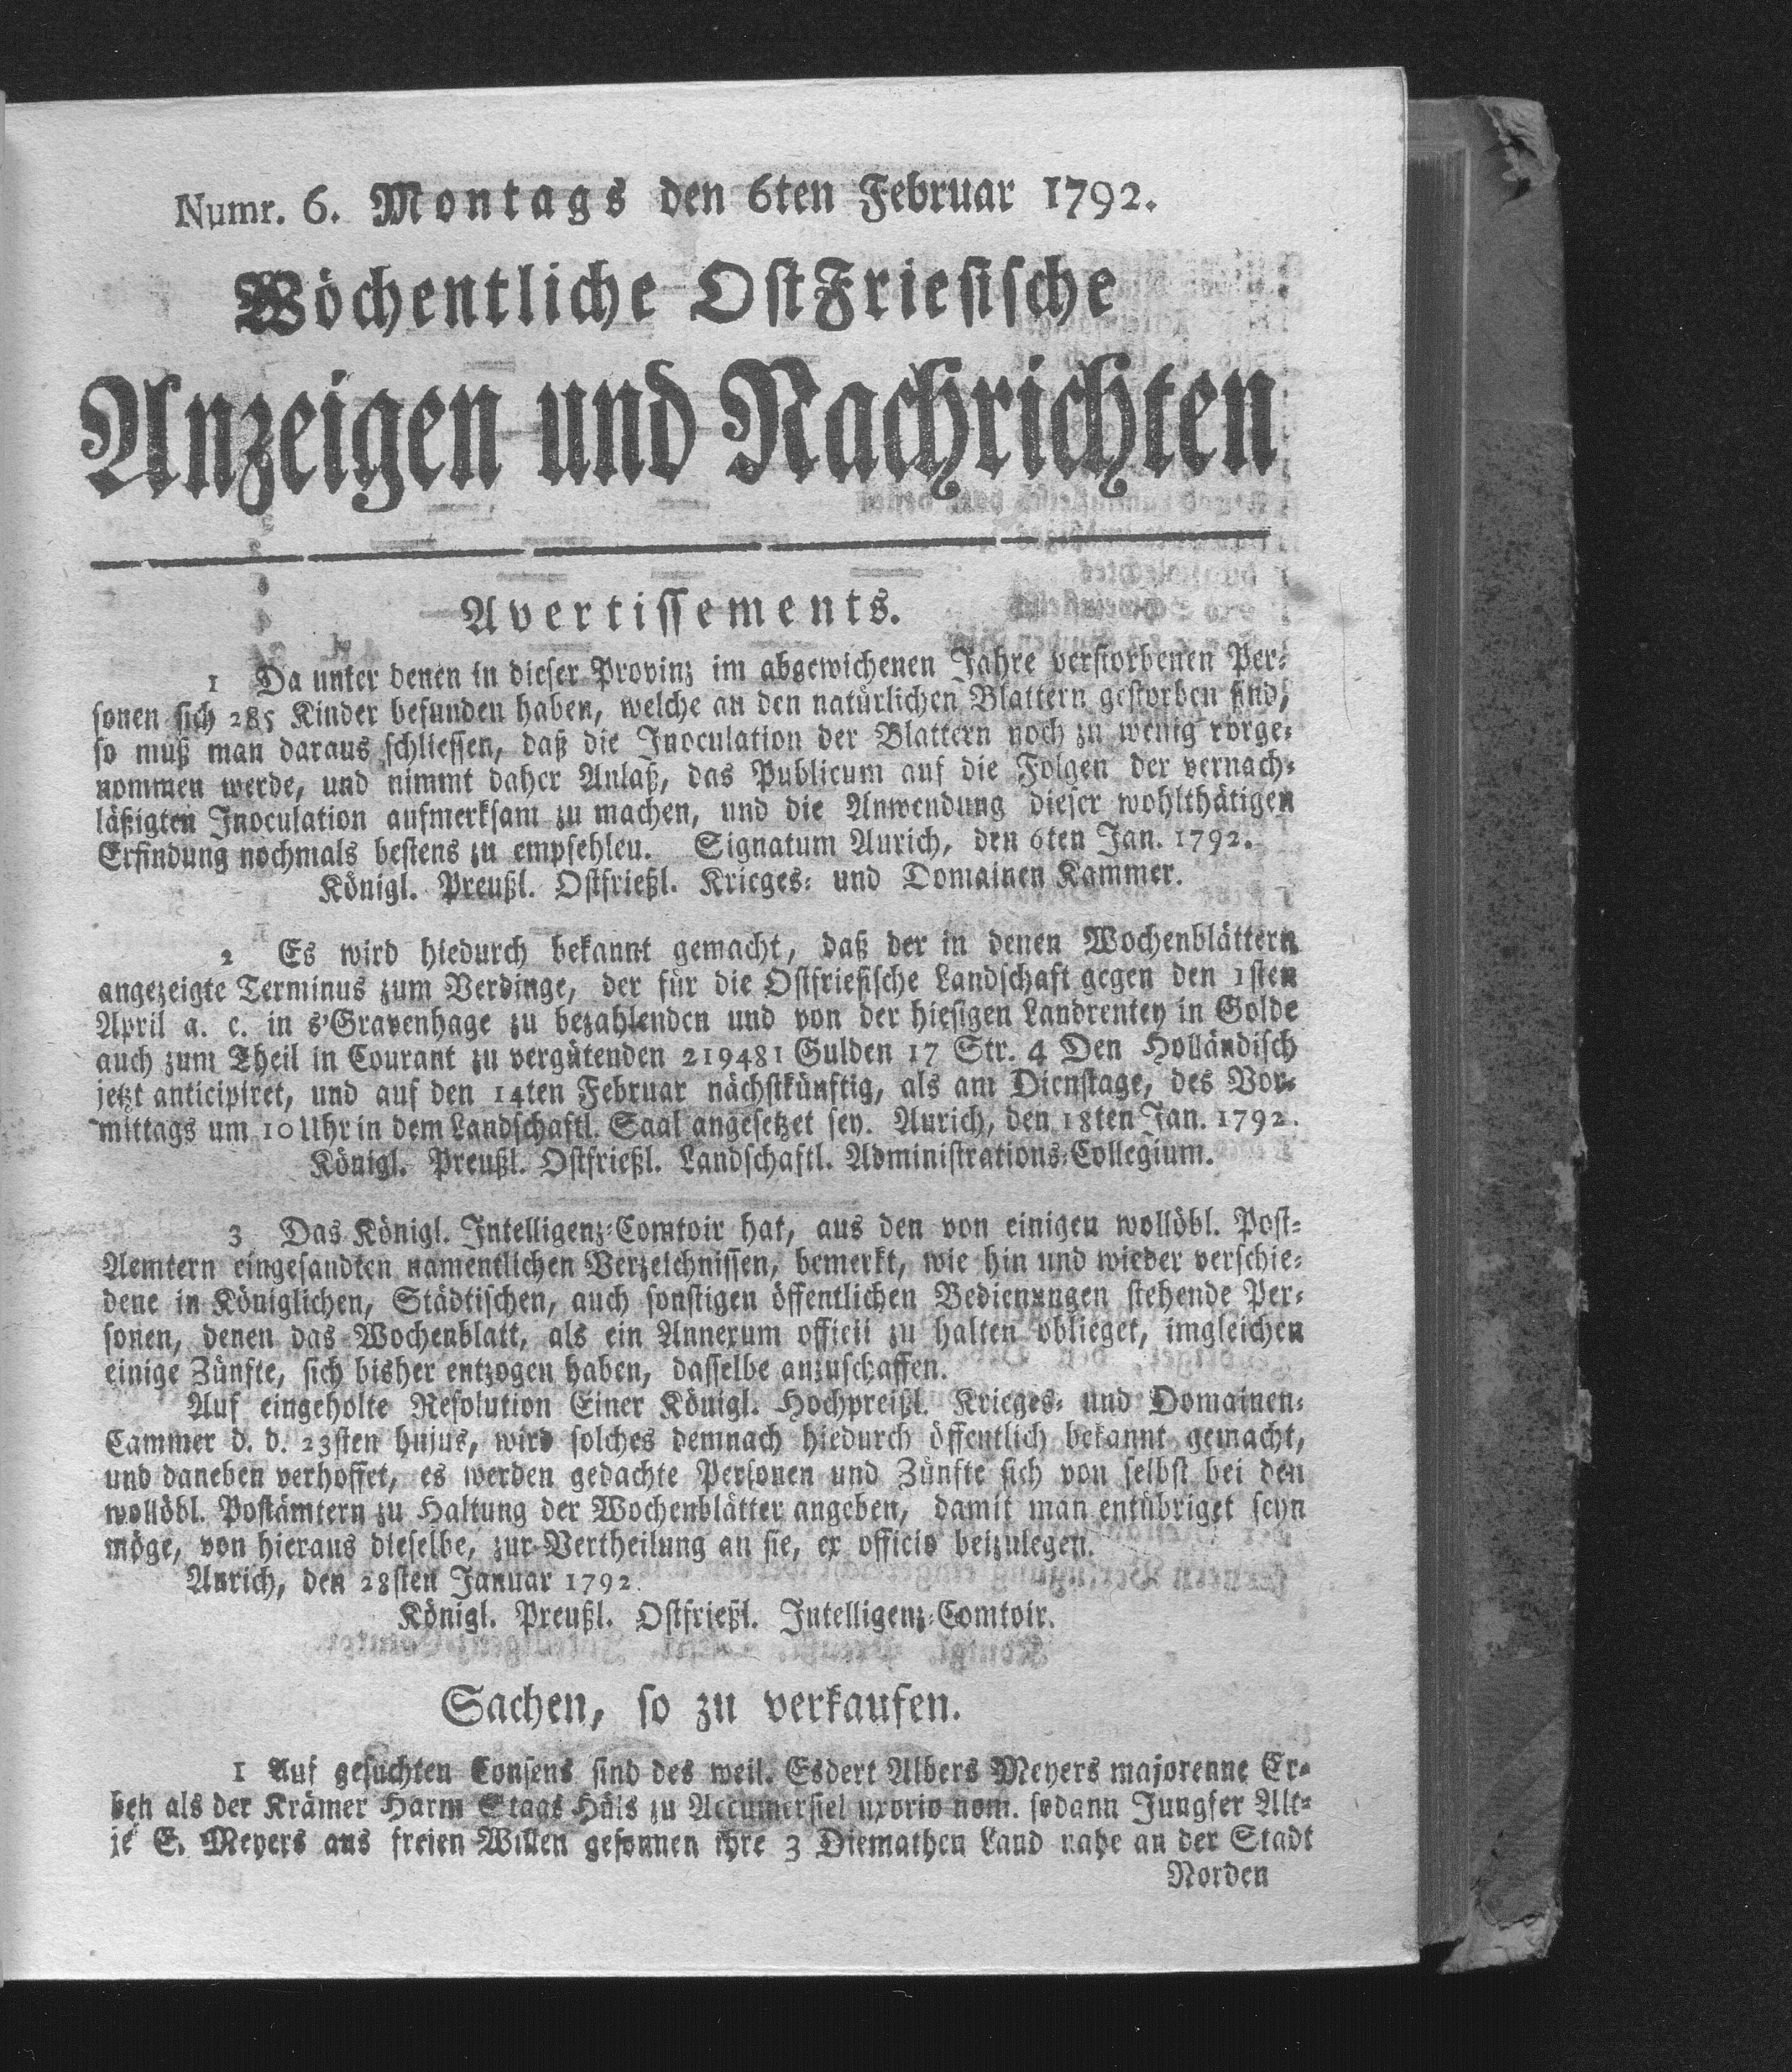 Numr. 6. Montags den 6ten Februar 1792.
Wöchentliche OstFriesische
Anzeigen und Nachrichten
Avertissements.
1 Da unter denen in dieser Provinz im abgewichenen Jahre verstorbenen Per-
sonen sich 285 Kinder befunden haben, welche an den natürlichen Blattern gestorben sind,
so muß man daraus schliessen, daß die Inoculation der Blattern noch zu wenig vorge-
nommen werde, und nimmt daher Anlaß, das Publicum auf die Folgen der vernach-
läßigten Inoculation aufmerksam zu machen, und die Anwendung dieser wohlthätigen
Erfindung nochmals bestens zu empfehlen. Signatum Aurich, den 6ten Jan. 1792.
Königl. Preußl. Ostfrießl. Krieges- und Domainen Kammer.
2 Es wird hiedurch bekannt gemacht, daß der in denen Wochenblättern
angezeigte Terminus zum Verdinge, der für die Ostfriesische Landschaft gegen den 1sten
April a. c. in s'Gravenhage zu bezahlenden und von der hiesigen Landrentey in Golde
auch zum Theil in Courant zu vergütenden 219481 Gulden 17 Str. 4 Den Holländisch
jetzt anticipiret, und auf den 14ten Februar nächstkünftig, als am Dienstage, des Vor-
mittags um 10 Uhr in dem Landschaftl. Saal angesetzet sey. Aurich, den 18ten Jan. 1792.
Königl. Preußl. Ostfrießl. Landschaftl. Administrations-Collegium.
3 Das Königl. Intelligenz-Comtoir hat, aus den von einigen wollöbl. Post-
Aemtern eingesandten namentlichen Verzeichnissen, bemerkt, wie hin und wieder verschie-
dene in Königlichen, Städtischen, auch sonstigen öffentlichen Bedienungen stehende Per-
sonen, denen das Wochenblatt, als ein Annexum officii zu halten oblieget, imgleichen
einige Zünfte, sich bisher entzogen haben, dasselbe anzuschaffen.
Auf eingeholte Resolution Einer Königl. Hochpreißl. Krieges- und Domainen-
Cammer d. d. 23sten hujus, wird solches demnach hiedurch öffentlich bekannt gemacht,
und daneben verhoffet, es werden gedachte Personen und Zünfte sich von selbst bei den
wollöbl. Postämtern zu Haltung der Wochenblätter angeben, damit man entübriget seyn
möge, von hieraus dieselbe, zur Vertheilung an sie, ex officio beizulegen.
Aurich, den 28sten Januar 1792.
Königl. Preußl. Ostfrießl. Intelligenz-Comtoir.
Sachen, so zu verkaufen.
1 Auf gesuchten Consens sind des weil. Esdert Albers Meyers majorenne Er-
ben als der Krämer Harm Staas Hüls zu Accumersiel uxorio nom. sodann Jungfer Alt-
je E. Meyers aus freien Willen gesonnen ihre 3 Diemathen Land nahe an der Stadt
Norden